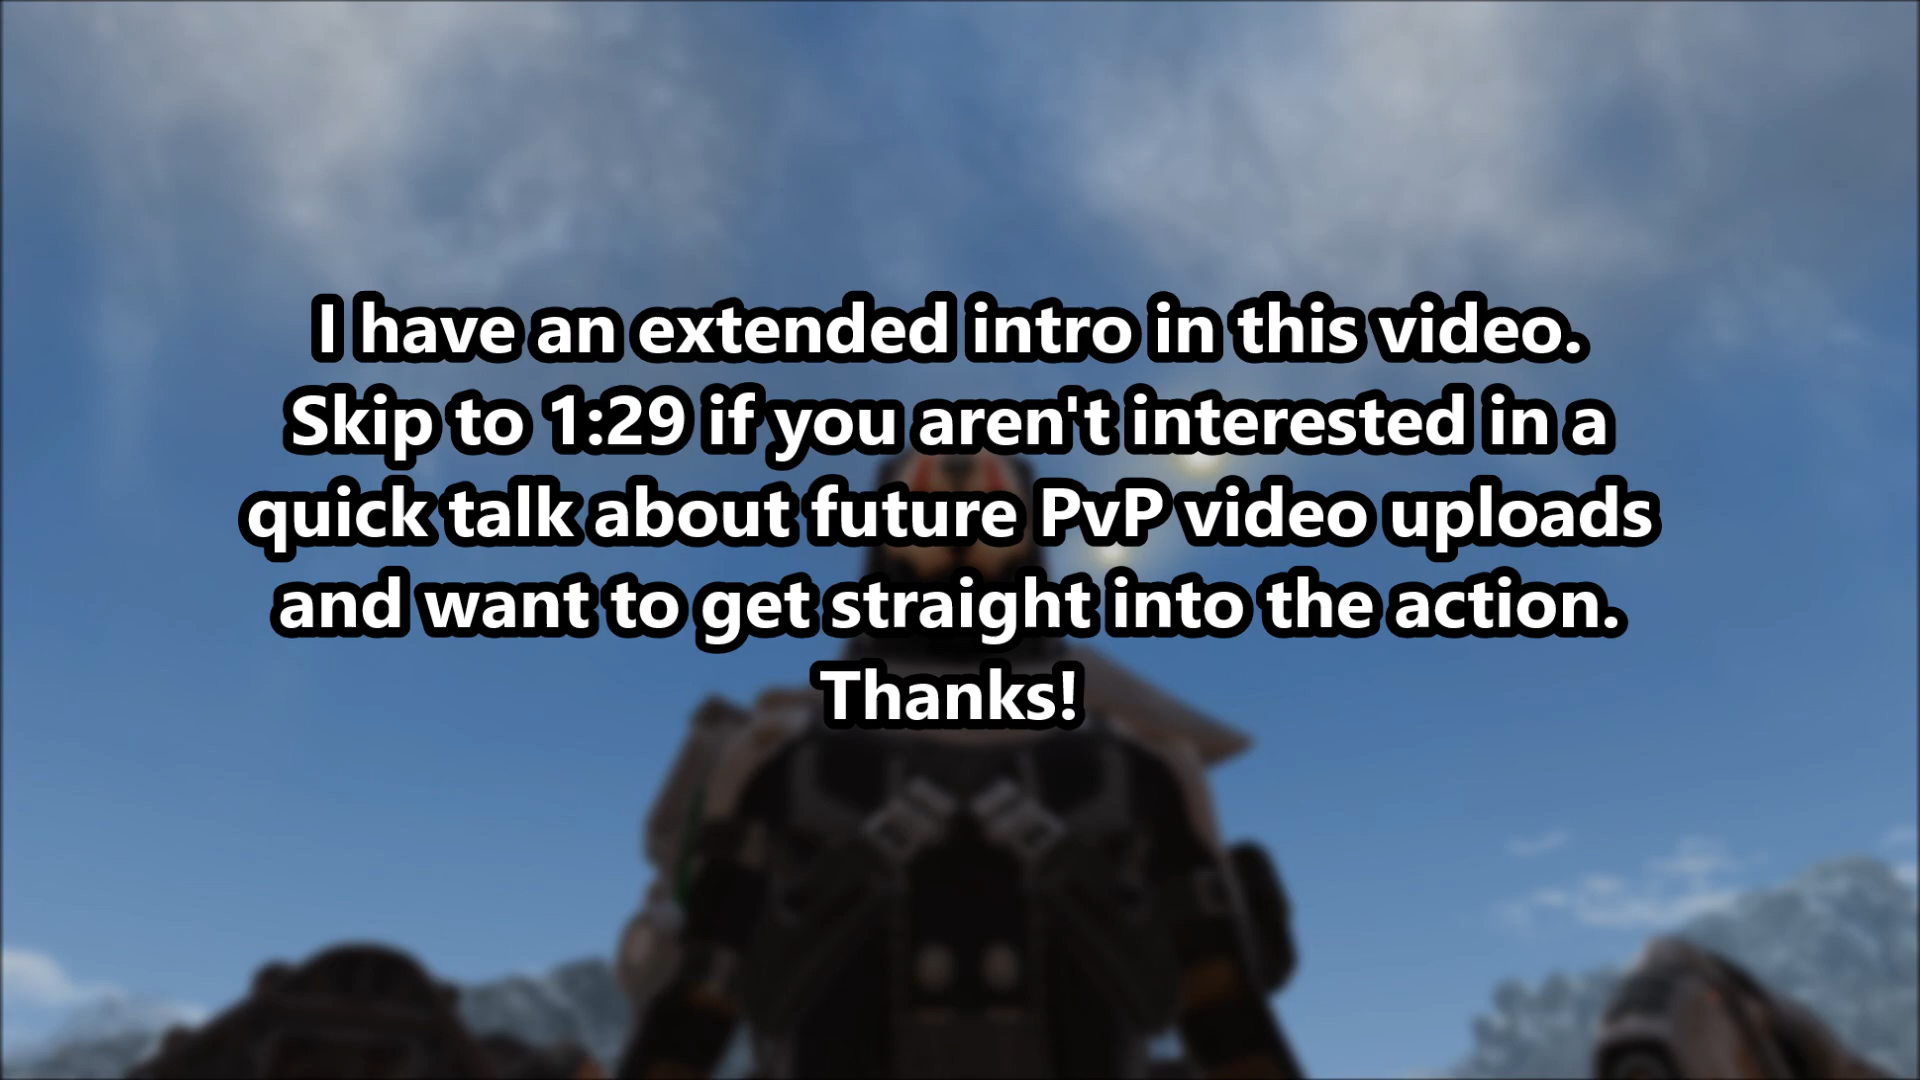 I have an extended intro in this video.
Skip to 1:29 if you aren't interested in a
quick talk about future PvP video uploads
and want to get straight into the action.
Thanks!